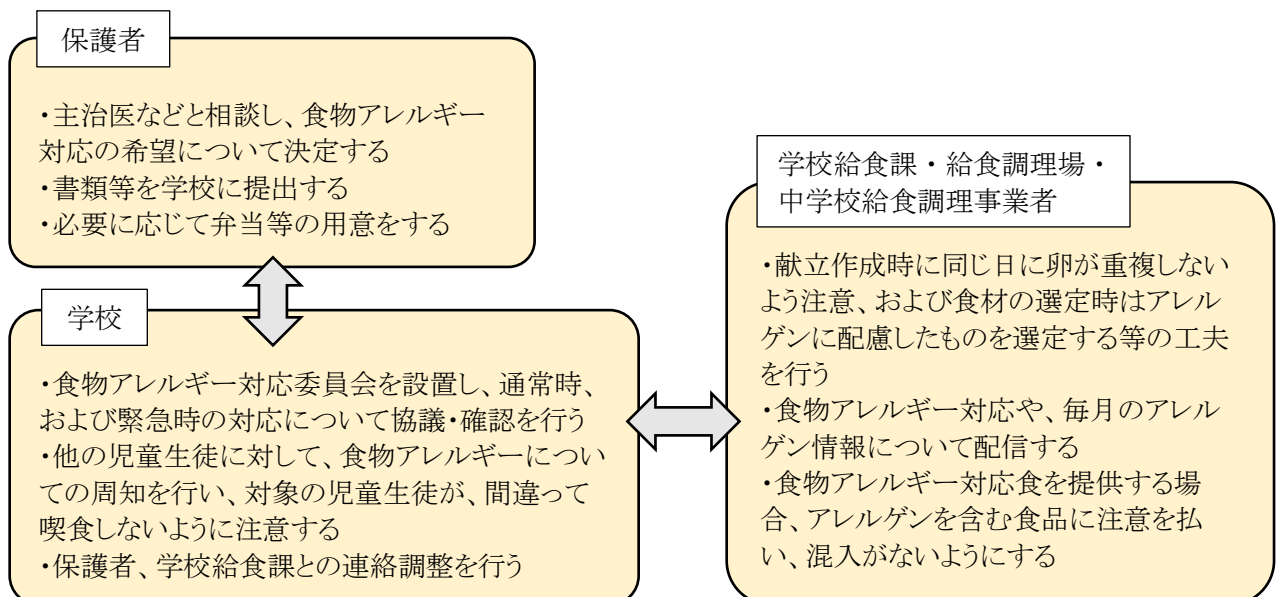 保護者
・主治医などと相談し、食物アレルギー
対応の希望について決定する
・書類等を学校に提出する
・必要に応じて弁当等の用意をする
学校
・食物アレルギー対応委員会を設置し、通常時、
および緊急時の対応について協議・確認を行う
・他の児童生徒に対して、食物アレルギーについ
ての周知を行い、対象の児童生徒が、間違って
喫食しないように注意する
・保護者、学校給食課との連絡調整を行う
学校給食課・給食調理場・
中学校給食調理事業者
・献立作成時に同じ日に卵が重複しない
よう注意、および食材の選定時はアレル
ゲンに配慮したものを選定する等の工夫
を行う
・食物アレルギー対応や、毎月のアレル
ゲン情報について配信する
・食物アレルギー対応食を提供する場
合、アレルゲンを含む食品に注意を払
い、混入がないようにする